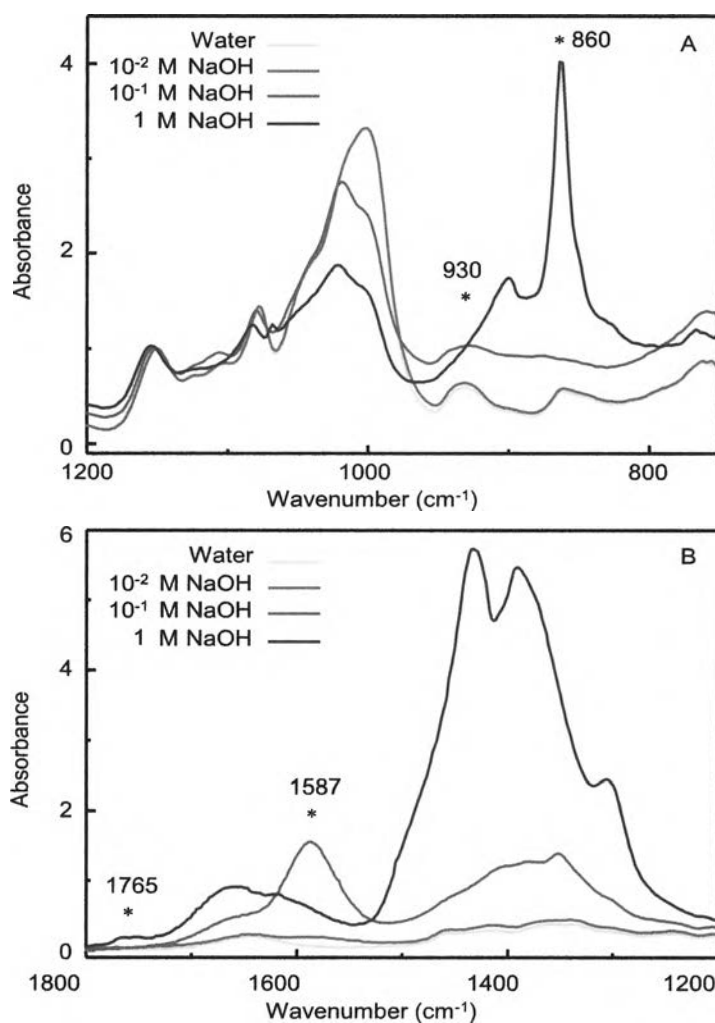 Water
10⁻² M NaOH
10⁻¹ M NaOH
1 M NaOH
* 860
A
4
930
*
2
0
Absorbance
1200
1000
800
Wavenumber (cm⁻¹)
6
Water
10⁻² M NaOH
10⁻¹ M NaOH
1 M NaOH
B
4
1587
*
2
1765
*
0
Absorbance
1800
1600
1400
1200
Wavenumber (cm⁻¹)